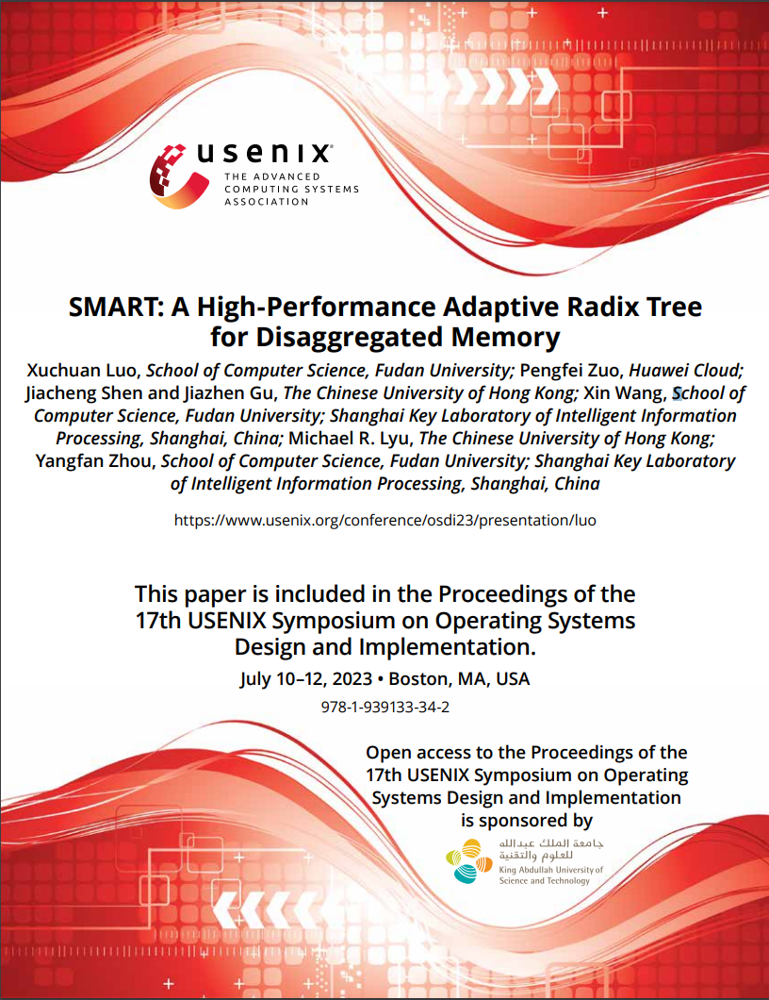 usenix®
THE ADVANCED
COMPUTING SYSTEMS
ASSOCIATION
SMART: A High-Performance Adaptive Radix Tree
for Disaggregated Memory
Xuchuan Luo, School of Computer Science, Fudan University; Pengfei Zuo, Huawei Cloud;
Jiacheng Shen and Jiazhen Gu, The Chinese University of Hong Kong; Xin Wang, School of
Computer Science, Fudan University; Shanghai Key Laboratory of Intelligent Information
Processing, Shanghai, China; Michael R. Lyu, The Chinese University of Hong Kong;
Yangfan Zhou, School of Computer Science, Fudan University; Shanghai Key Laboratory
of Intelligent Information Processing, Shanghai, China
https://www.usenix.org/conference/osdi23/presentation/luo
This paper is included in the Proceedings of the
17th USENIX Symposium on Operating Systems
Design and Implementation.
July 10–12, 2023 • Boston, MA, USA
978-1-939133-34-2
Open access to the Proceedings of the
17th USENIX Symposium on Operating
Systems Design and Implementation
is sponsored by
جامعة الملك عبدالله
للعلوم والتقنية
King Abdullah University of
Science and Technology